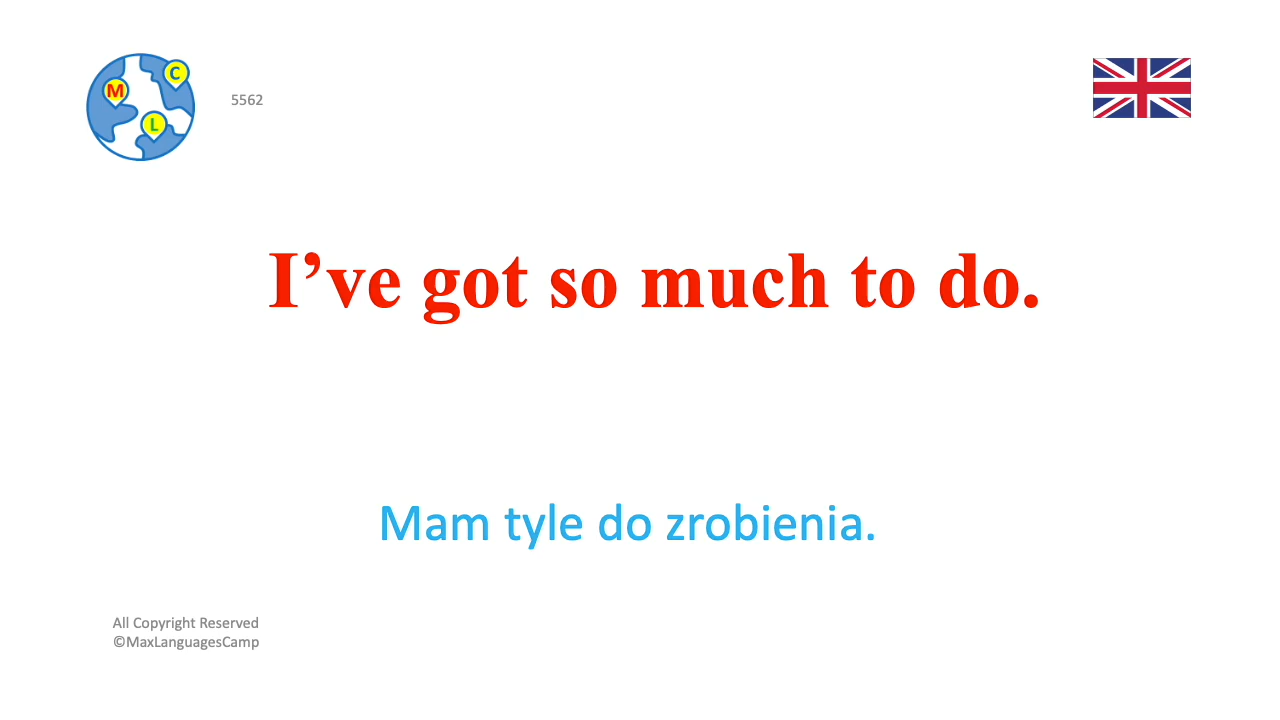 M
C
L
5562
I’ve got so much to do.
Mam tyle do zrobienia.
All Copyright Reserved
©MaxLanguagesCamp